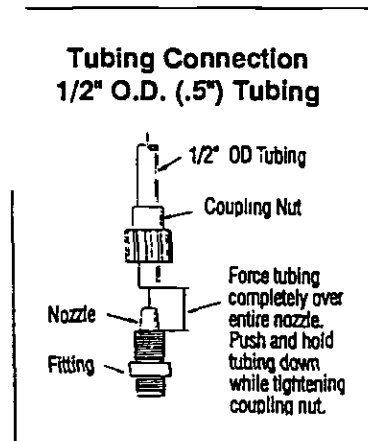 Tubing Connection
1/2" O.D. (.5") Tubing
1/2" OD Tubing
Coupling Nut
Force tubing
completely over
entire nozzle.
Push and hold
tubing down
while tightening
coupling nut.
Nozzle
Fitting